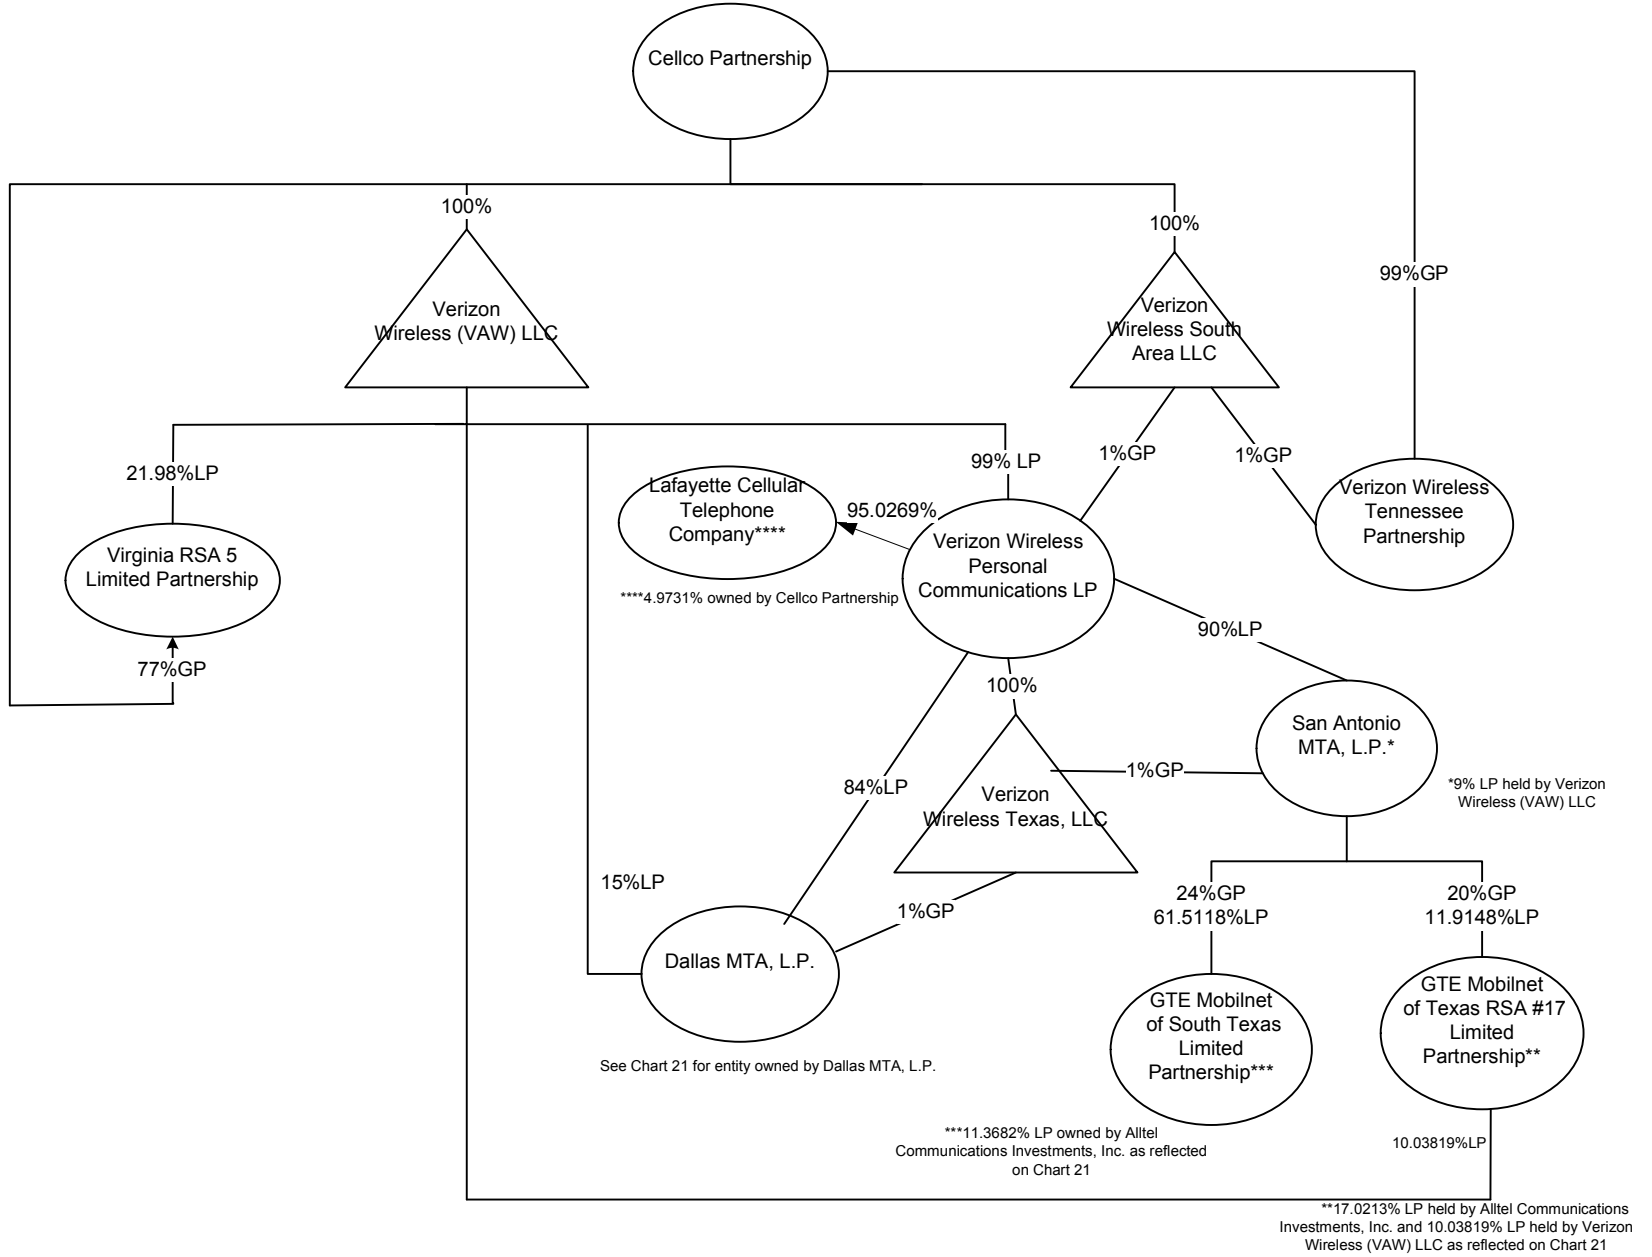 Cellco Partnership
100%
100%
99%GP
Verizon
Wireless (VAW) LLC
Verizon
Wireless South
Area LLC
21.98%LP
99% LP
1%GP
1%GP
Lafayette Cellular
Telephone
Company****
95.0269%
Verizon Wireless
Tennessee
Partnership
Virginia RSA 5
Limited Partnership
Verizon Wireless
Personal
Communications LP
****4.9731% owned by Cellco Partnership
77%GP
90%LP
100%
San Antonio
MTA, L.P.*
84%LP
1%GP
*9% LP held by Verizon
Wireless (VAW) LLC
Verizon
Wireless Texas, LLC
15%LP
1%GP
24%GP
61.5118%LP
20%GP
11.9148%LP
Dallas MTA, L.P.
GTE Mobilnet
of South Texas
Limited
Partnership***
GTE Mobilnet
of Texas RSA #17
Limited
Partnership**
See Chart 21 for entity owned by Dallas MTA, L.P.
***11.3682% LP owned by Alltel
Communications Investments, Inc. as reflected
on Chart 21
10.03819%LP
**17.0213% LP held by Alltel Communications
Investments, Inc. and 10.03819% LP held by Verizon
Wireless (VAW) LLC as reflected on Chart 21